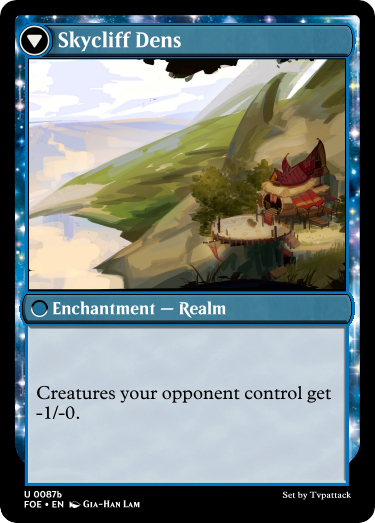 Skycliff Dens
Enchantment — Realm
Creatures your opponent control get
-1/-0.
U 0087b
FOE • EN Gia-Han Lam
Set by Tvpattack